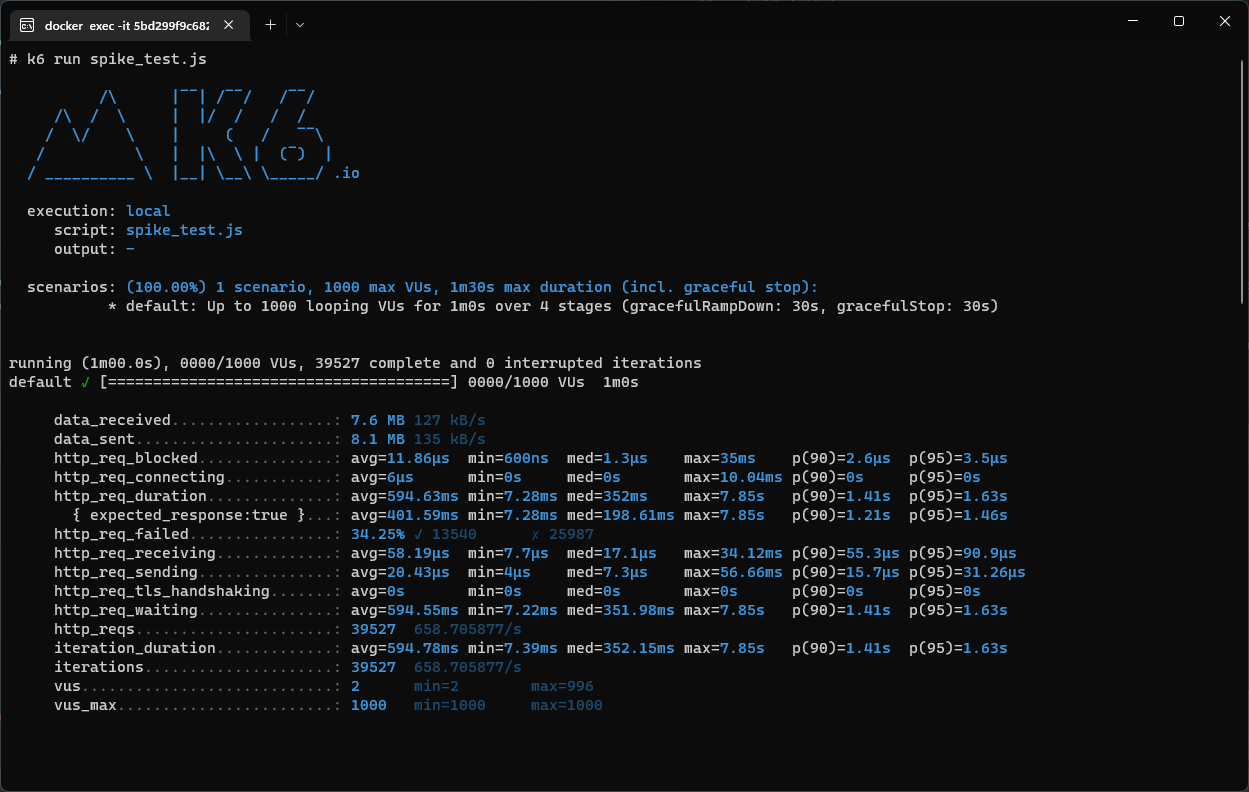 docker exec -it 5bd299f9c682
# k6 run spike_test.js
          /\      |‾‾| /‾‾/   /‾‾/
     /\  /  \     |  |/  /   /  /
    /  \/    \    |     (   /   ‾‾\
   /          \   |  |\  \ |  (‾)  |
  / __________ \  |__| \__\ \_____/ .io
execution: local
script: spike_test.js
output: -
scenarios: (100.00%) 1 scenario, 1000 max VUs, 1m30s max duration (incl. graceful stop):
* default: Up to 1000 looping VUs for 1m0s over 4 stages (gracefulRampDown: 30s, gracefulStop: 30s)
running (1m00.0s), 0000/1000 VUs, 39527 complete and 0 interrupted iterations
default ✓ [======================================] 0000/1000 VUs  1m0s
data_received..................: 7.6 MB 127 kB/s
data_sent......................: 8.1 MB 135 kB/s
http_req_blocked...............: avg=11.86µs  min=600ns  med=1.3µs    max=35ms    p(90)=2.6µs  p(95)=3.5µs
http_req_connecting............: avg=6µs      min=0s     med=0s       max=10.04ms p(90)=0s     p(95)=0s
http_req_duration..............: avg=594.63ms min=7.28ms med=352ms    max=7.85s   p(90)=1.41s  p(95)=1.63s
{ expected_response:true }...: avg=401.59ms min=7.28ms med=198.61ms max=7.85s   p(90)=1.21s  p(95)=1.46s
http_req_failed................: 34.25% ✓ 13540      ✗ 25987
http_req_receiving.............: avg=58.19µs  min=7.7µs  med=17.1µs   max=34.12ms p(90)=55.3µs p(95)=90.9µs
http_req_sending...............: avg=20.43µs  min=4µs    med=7.3µs    max=56.66ms p(90)=15.7µs p(95)=31.26µs
http_req_tls_handshaking.......: avg=0s       min=0s     med=0s       max=0s      p(90)=0s     p(95)=0s
http_req_waiting...............: avg=594.55ms min=7.22ms med=351.98ms max=7.85s   p(90)=1.41s  p(95)=1.63s
http_reqs......................: 39527  658.705877/s
iteration_duration.............: avg=594.78ms min=7.39ms med=352.15ms max=7.85s   p(90)=1.41s  p(95)=1.63s
iterations.....................: 39527  658.705877/s
vus............................: 2      min=2        max=996
vus_max........................: 1000   min=1000     max=1000